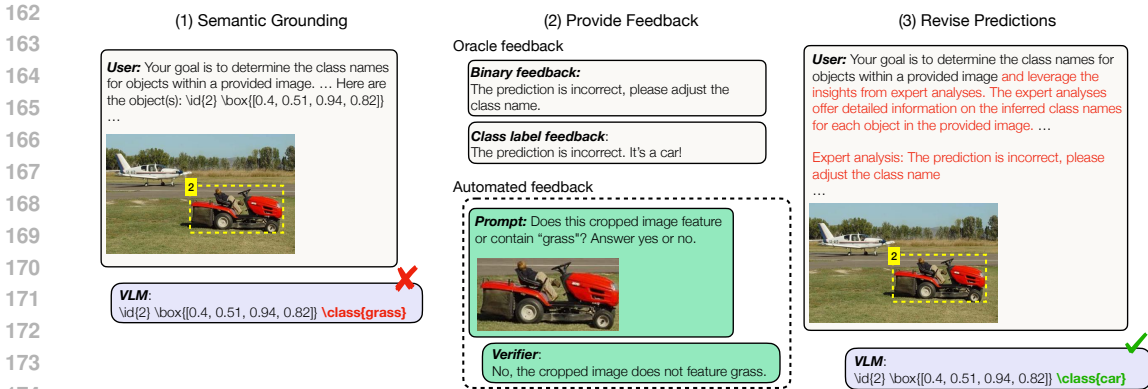 162
163
164
165
166
167
168
169
170
171
172
173
(1) Semantic Grounding
User: Your goal is to determine the class names
for objects within a provided image. … Here are
the object(s): \id{2} \box{[0.4, 0.51, 0.94, 0.82]}
…
2
VLM:
\id{2} \box{[0.4, 0.51, 0.94, 0.82]} \class{grass}
(2) Provide Feedback
Oracle feedback
Binary feedback:
The prediction is incorrect, please adjust the
class name.
Class label feedback:
The prediction is incorrect. It's a car!
Automated feedback
Prompt: Does this cropped image feature
or contain “grass”? Answer yes or no.
Verifier:
No, the cropped image does not feature grass.
(3) Revise Predictions
User: Your goal is to determine the class names for
objects within a provided image and leverage the
insights from expert analyses. The expert analyses
offer detailed information on the inferred class names
for each object in the provided image. …
Expert analysis: The prediction is incorrect, please
adjust the class name
…
2
VLM:
\id{2} \box{[0.4, 0.51, 0.94, 0.82]} \class{car}